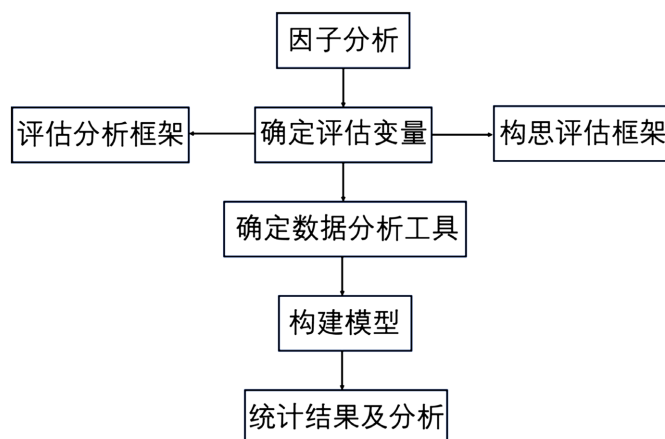 因子分析
评估分析框架
确定评估变量
构思评估框架
确定数据分析工具
构建模型
统计结果及分析